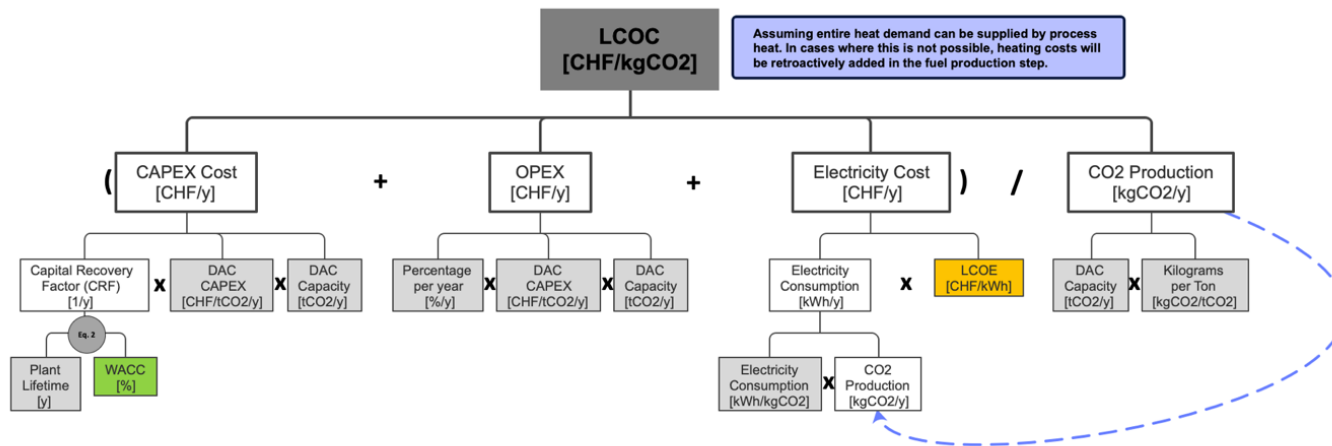 LCOC
[CHF/kgCO2]
Assuming entire heat demand can be supplied by process
heat. In cases where this is not possible, heating costs will
be retroactively added in the fuel production step.
(
CAPEX Cost
[CHF/y]
+
OPEX
[CHF/y]
+
Electricity Cost
[CHF/y]
)
/
CO2 Production
[kgCO2/y]
Capital Recovery
Factor (CRF)
[1/y]
x
DAC
CAPEX
[CHF/tCO2/y]
x
DAC
Capacity
[tCO2/y]
Percentage
per year
[%/y]
x
DAC
CAPEX
[CHF/tCO2/y]
x
DAC
Capacity
[tCO2/y]
Electricity
Consumption
[kWh/y]
x
LCOE
[CHF/kWh]
DAC
Capacity
[tCO2/y]
x
Kilograms
per Ton
[kgCO2/tCO2]
Eq. 2
Plant
Lifetime
[y]
WACC
[%]
Electricity
Consumption
[kWh/kgCO2]
x
CO2
Production
[kgCO2/y]